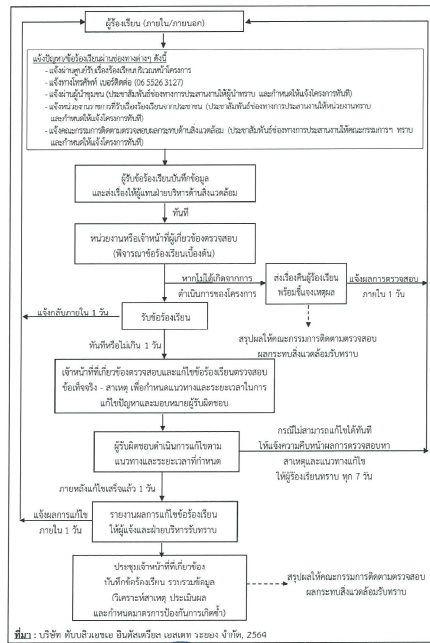 ผู้ร้องเรียน (ภายใน/ภายนอก)
แจ้งปัญหา/ข้อร้องเรียนผ่านช่องทางต่างๆ ดังนี้
- แจ้งผ่านศูนย์รับเรื่องร้องเรียนบริเวณหน้าโครงการ
- แจ้งทางโทรศัพท์ เบอร์ติดต่อ (06 5526 3127)
- แจ้งผ่านผู้นำชุมชน (ประชาสัมพันธ์ช่องทางการประสานงานให้ผู้นำทราบ และกำหนดให้แจ้งโครงการทันที)
- แจ้งหน่วยงานราชการที่รับเรื่องร้องเรียนจากประชาชน (ประชาสัมพันธ์ช่องทางการประสานงานให้หน่วยงานทราบ
และกำหนดให้แจ้งโครงการทันที)
- แจ้งคณะกรรมการติดตามตรวจสอบผลกระทบด้านสิ่งแวดล้อม (ประชาสัมพันธ์ช่องทางการประสานงานให้คณะกรรมการฯ ทราบ
และกำหนดให้แจ้งโครงการทันที)
ผู้รับข้อร้องเรียนบันทึกข้อมูล
และส่งเรื่องให้ผู้แทนฝ่ายบริหารด้านสิ่งแวดล้อม
ทันที
หน่วยงานหรือเจ้าหน้าที่ผู้เกี่ยวข้องตรวจสอบ
(พิจารณาข้อร้องเรียนเบื้องต้น)
หากไม่ได้เกิดจากการ
ดำเนินการของโครงการ
ส่งเรื่องคืนผู้ร้องเรียน
พร้อมชี้แจงเหตุผล
แจ้งผลการตรวจสอบ
ภายใน 1 วัน
แจ้งกลับภายใน 1 วัน
รับข้อร้องเรียน
สรุปผลให้คณะกรรมการติดตามตรวจสอบ
ผลกระทบสิ่งแวดล้อมรับทราบ
ทันทีหรือไม่เกิน 1 วัน
เจ้าหน้าที่ที่เกี่ยวข้องตรวจสอบและแก้ไขข้อร้องเรียนตรวจสอบ
ข้อเท็จจริง - สาเหตุ เพื่อกำหนดแนวทางและระยะเวลาในการ
แก้ไขปัญหาและมอบหมายผู้รับผิดชอบ
ผู้รับผิดชอบดำเนินการแก้ไขตาม
แนวทางและระยะเวลาที่กำหนด
กรณีไม่สามารถแก้ไขได้ทันที
ให้แจ้งความคืบหน้าผลการตรวจสอบหา
สาเหตุและแนวทางแก้ไข
ให้ผู้ร้องเรียนทราบ ทุก 7 วัน
ภายหลังแก้ไขเสร็จแล้ว 1 วัน
แจ้งผลการแก้ไข
ภายใน 1 วัน
รายงานผลการแก้ไขข้อร้องเรียน
ให้ผู้แจ้งและฝ่ายบริหารรับทราบ
ประชุมเจ้าหน้าที่ที่เกี่ยวข้อง
บันทึกข้อร้องเรียน รวบรวมข้อมูล
(วิเคราะห์สาเหตุ ประเมินผล
และกำหนดมาตรการป้องกันการเกิดซ้ำ)
สรุปผลให้คณะกรรมการติดตามตรวจสอบ
ผลกระทบสิ่งแวดล้อมรับทราบ
ที่มา : บริษัท ดับบลิวเอชเอ อินดัสเตรียล เอสเตท ระยอง จำกัด, 2564